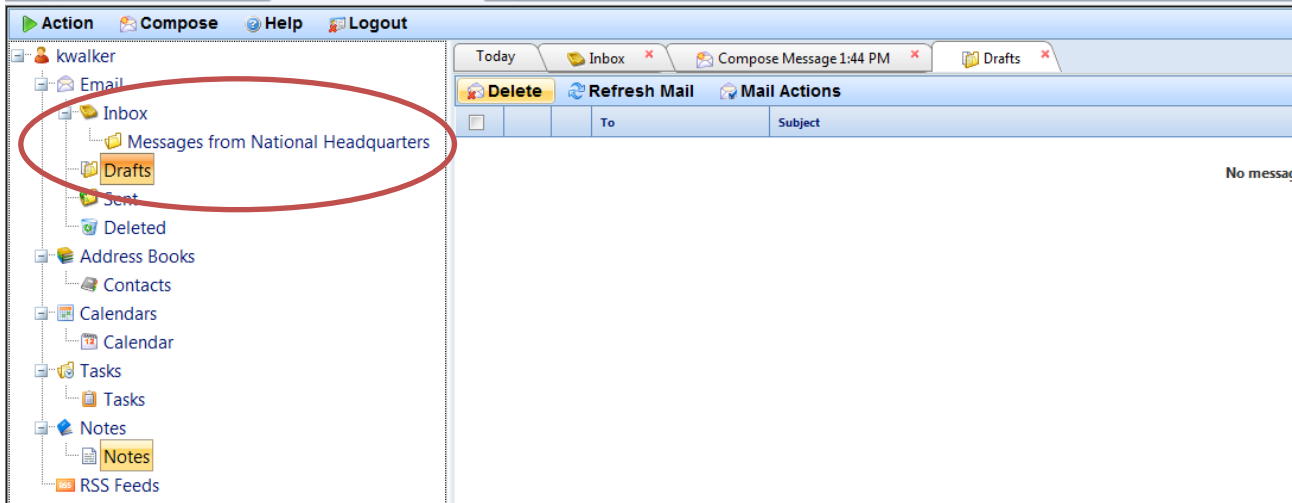 Action Compose Help Logout
kwalker
Email
Inbox
Messages from National Headquarters
Drafts
Sent
Deleted
Address Books
Contacts
Calendars
12
Calendar
Tasks
Tasks
Notes
Notes
RSS RSS Feeds
Today Inbox Compose Message 1:44 PM Drafts
Delete Refresh Mail Mail Actions
To Subject
No messag